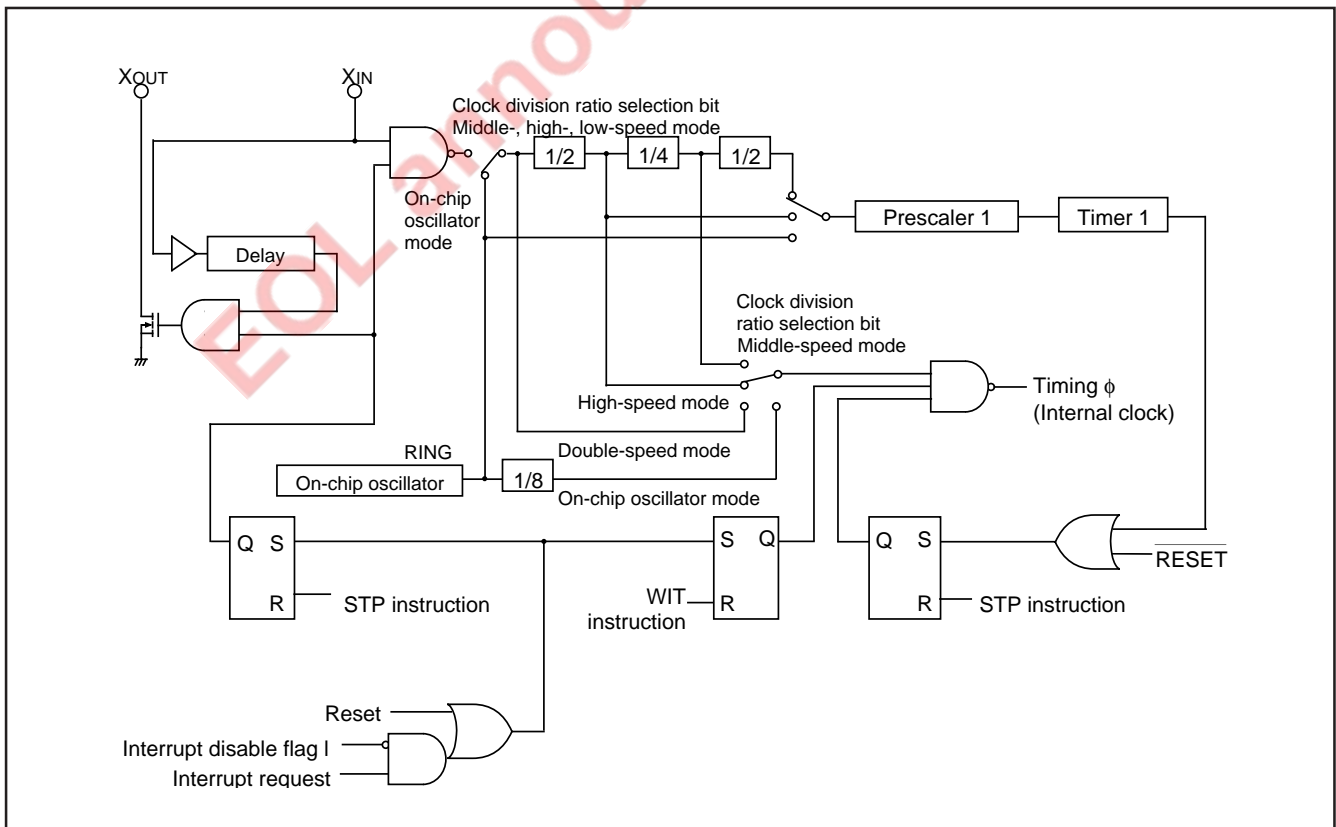 XOUT
XIN
Clock division ratio selection bit
Middle-, high-, low-speed mode
1/2
1/4
1/2
On-chip
oscillator
mode
Prescaler 1
Timer 1
Delay
Clock division
ratio selection bit
Middle-speed mode
High-speed mode
Timing ϕ
(Internal clock)
RING
Double-speed mode
On-chip oscillator
1/8
On-chip oscillator mode
Q S
R
STP instruction
S Q
R
WIT
instruction
Q S
R
STP instruction
RESET
Reset
Interrupt disable flag I
Interrupt request
EOL annou